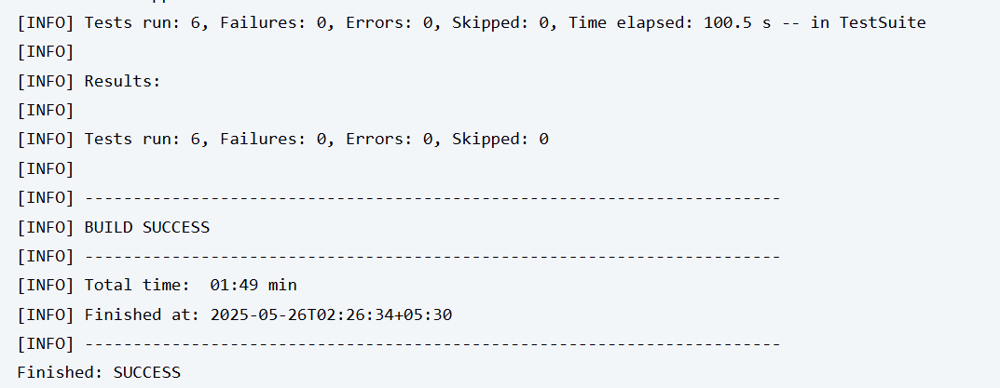 [INFO] Tests run: 6, Failures: 0, Errors: 0, Skipped: 0, Time elapsed: 100.5 s -- in TestSuite
[INFO]
[INFO] Results:
[INFO]
[INFO] Tests run: 6, Failures: 0, Errors: 0, Skipped: 0
[INFO]
[INFO] ------------------------------------------------------------------------
[INFO] BUILD SUCCESS
[INFO] ------------------------------------------------------------------------
[INFO] Total time:  01:49 min
[INFO] Finished at: 2025-05-26T02:26:34+05:30
[INFO] ------------------------------------------------------------------------
Finished: SUCCESS